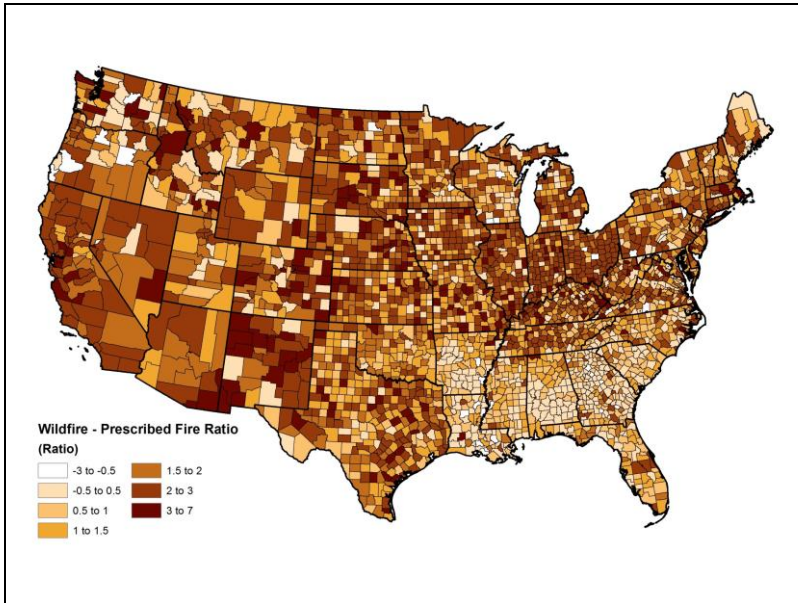 Wildfire - Prescribed Fire Ratio
(Ratio)
-3 to -0.5
-0.5 to 0.5
0.5 to 1
1 to 1.5
1.5 to 2
2 to 3
3 to 7